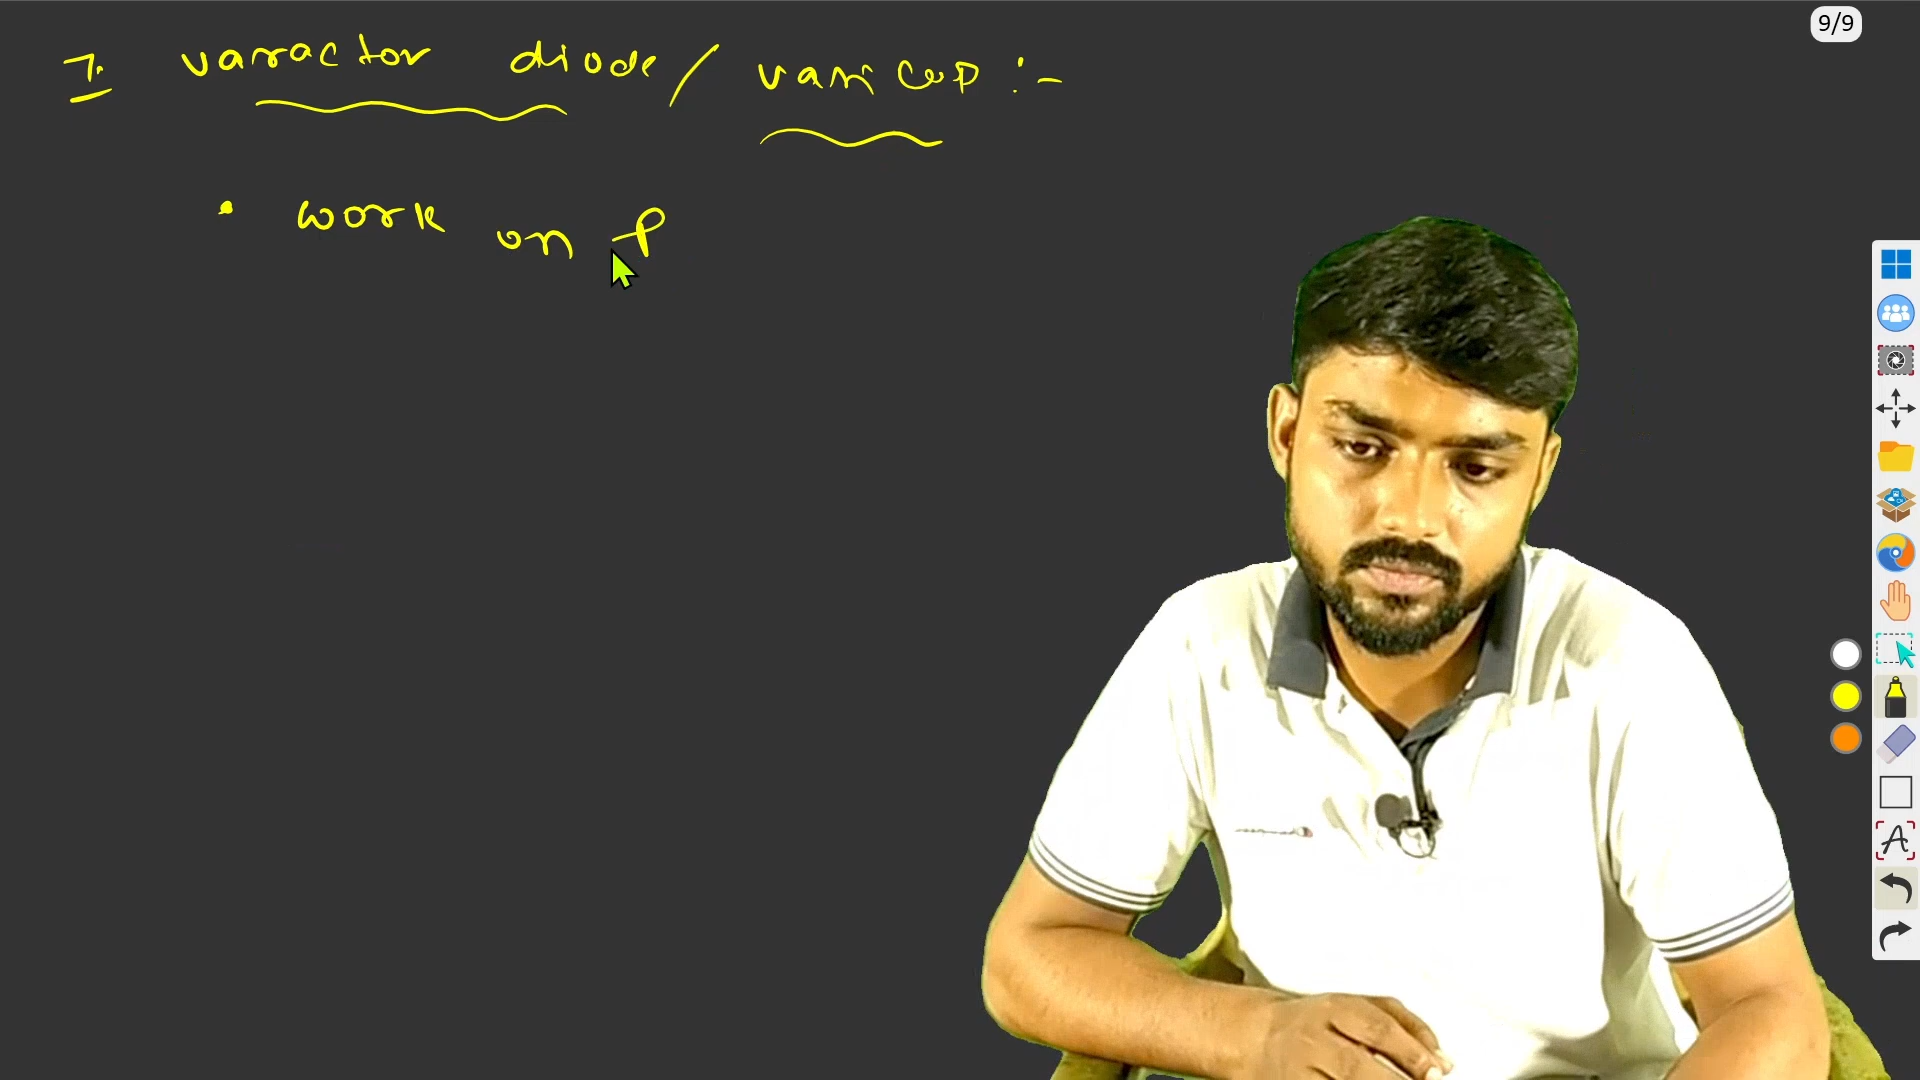 9/9
7. varactor diode / varicap :-
• work on f